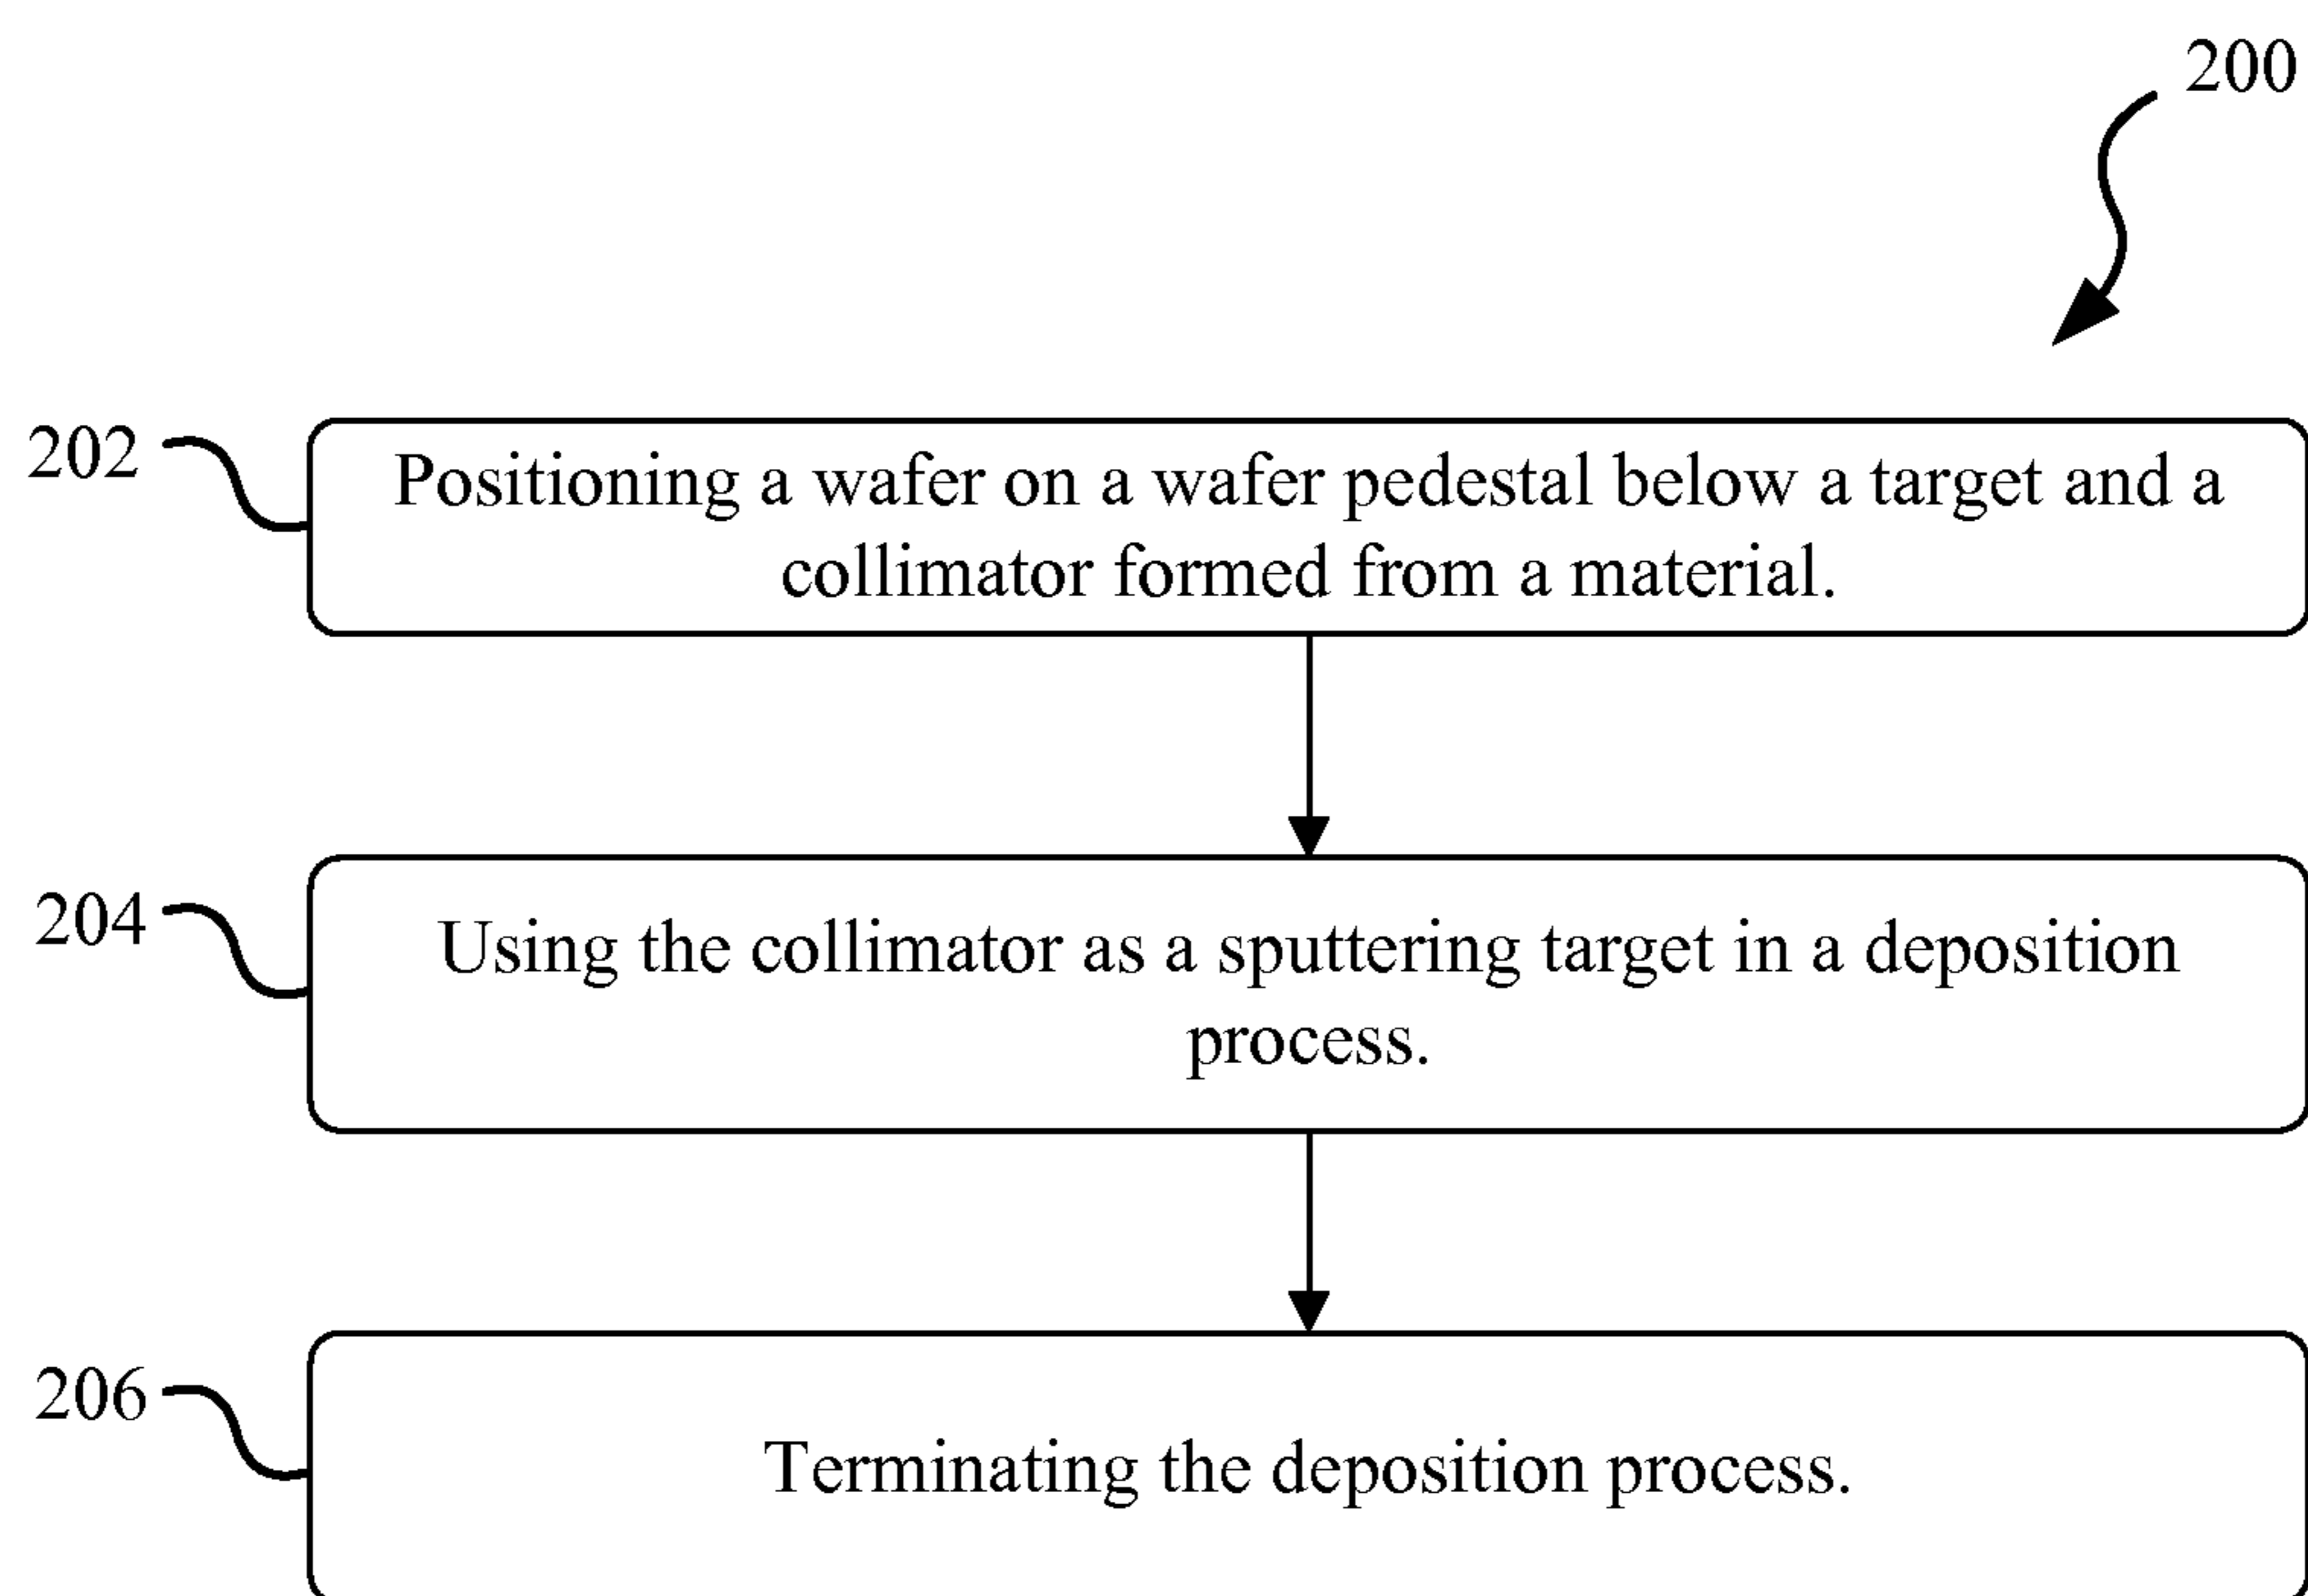 200
202
Positioning a wafer on a wafer pedestal below a target and a
collimator formed from a material.
204
Using the collimator as a sputtering target in a deposition
process.
206
Terminating the deposition process.